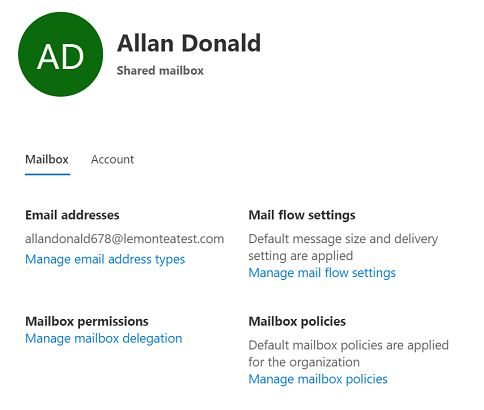 AD
Allan Donald
Shared mailbox
Mailbox
Account
Email addresses
allandonald678@lemonteatest.com
Manage email address types
Mail flow settings
Default message size and delivery
setting are applied
Manage mail flow settings
Mailbox permissions
Manage mailbox delegation
Mailbox policies
Default mailbox policies are applied
for the organization
Manage mailbox policies